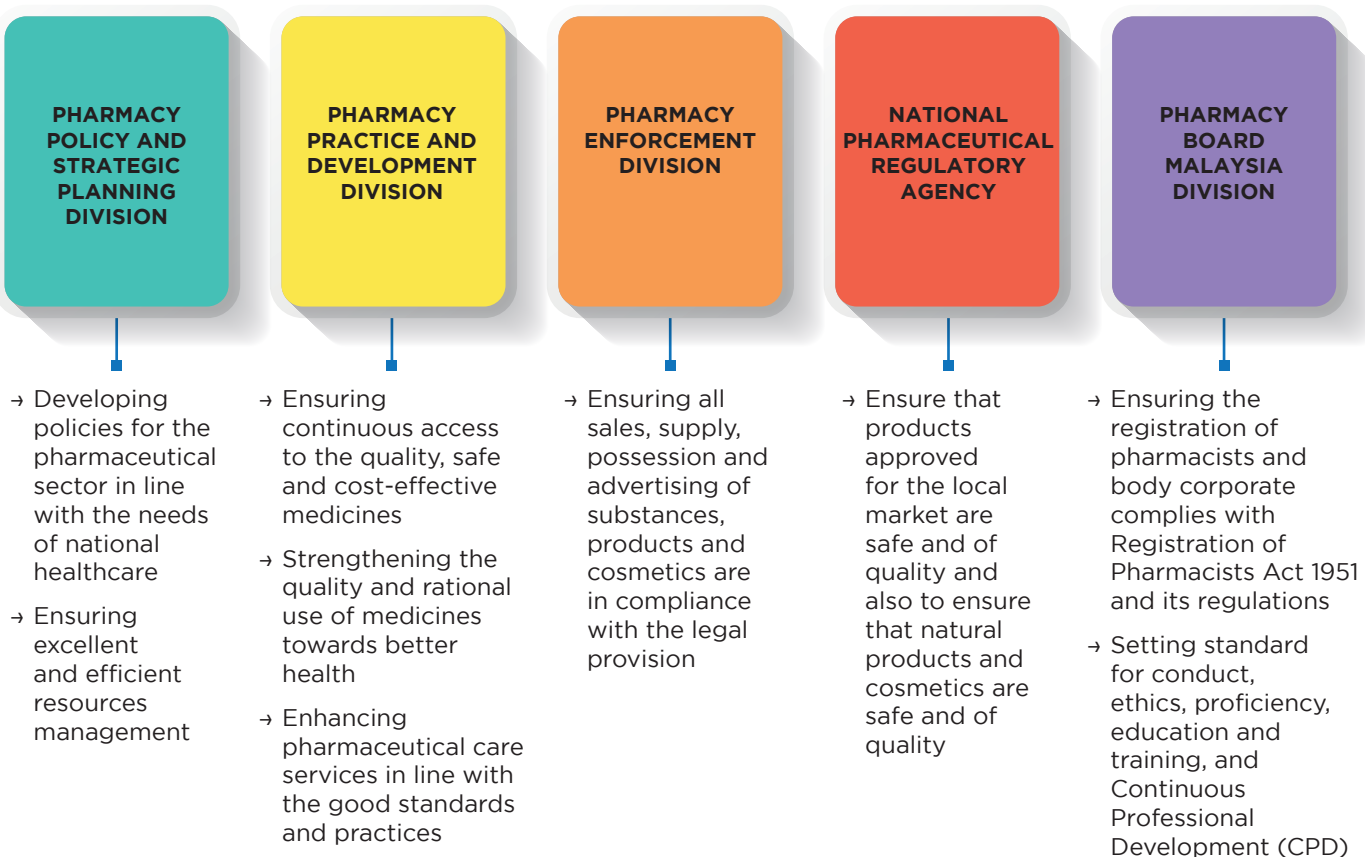 PHARMACY
POLICY AND
STRATEGIC
PLANNING
DIVISION
PHARMACY
PRACTICE AND
DEVELOPMENT
DIVISION
PHARMACY
ENFORCEMENT
DIVISION
NATIONAL
PHARMACEUTICAL
REGULATORY
AGENCY
PHARMACY
BOARD
MALAYSIA
DIVISION
→ Developing
policies for the
pharmaceutical
sector in line
with the needs
of national
healthcare
→ Ensuring
excellent
and efficient
resources
management
→ Ensuring
continuous access
to the quality, safe
and cost-effective
medicines
→ Strengthening the
quality and rational
use of medicines
towards better
health
→ Enhancing
pharmaceutical care
services in line with
the good standards
and practices
→ Ensuring all
sales, supply,
possession and
advertising of
substances,
products and
cosmetics are
in compliance
with the legal
provision
→ Ensure that
products
approved
for the local
market are
safe and of
quality and
also to ensure
that natural
products and
cosmetics are
safe and of
quality
→ Ensuring the
registration of
pharmacists and
body corporate
complies with
Registration of
Pharmacists Act 1951
and its regulations
→ Setting standard
for conduct,
ethics, proficiency,
education and
training, and
Continuous
Professional
Development (CPD)